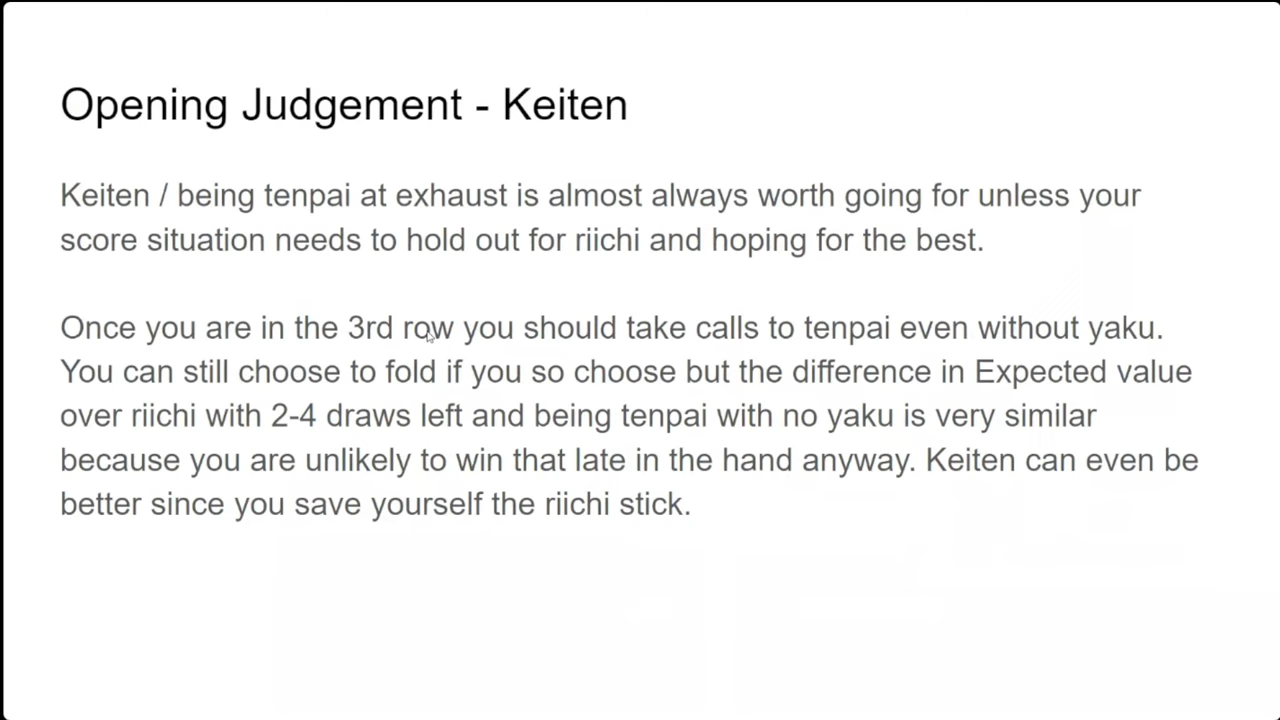 Opening Judgement - Keiten
Keiten / being tenpai at exhaust is almost always worth going for unless your
score situation needs to hold out for riichi and hoping for the best.
Once you are in the 3rd row you should take calls to tenpai even without yaku.
You can still choose to fold if you so choose but the difference in Expected value
over riichi with 2-4 draws left and being tenpai with no yaku is very similar
because you are unlikely to win that late in the hand anyway. Keiten can even be
better since you save yourself the riichi stick.